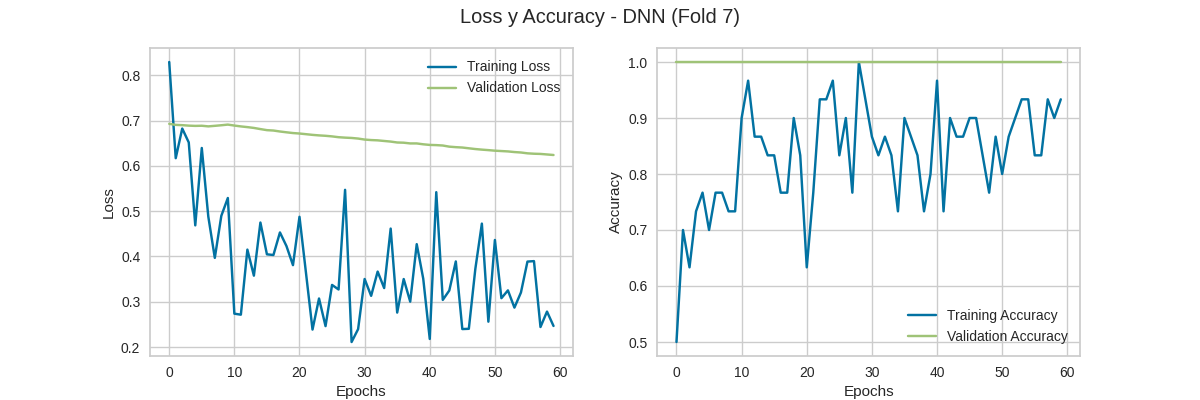 Loss y Accuracy - DNN (Fold 7)
Training Loss
Validation Loss
0.8
0.7
0.6
0.5
0.4
0.3
0.2
Loss
0 10 20 30 40 50 60
Epochs
1.0
0.9
0.8
0.7
0.6
0.5
Accuracy
Training Accuracy
Validation Accuracy
0 10 20 30 40 50 60
Epochs